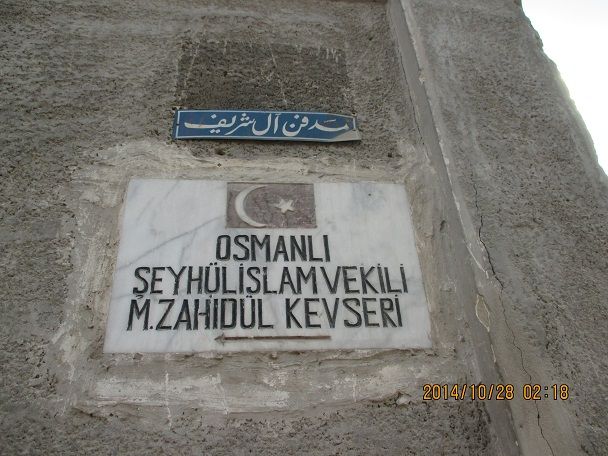 مدفن آل شريف
OSMANLI
ŞEYHÜLİSLAM VEKİLİ
M.ZAHİDÜL KEVSERİ
2014/10/28 02:18